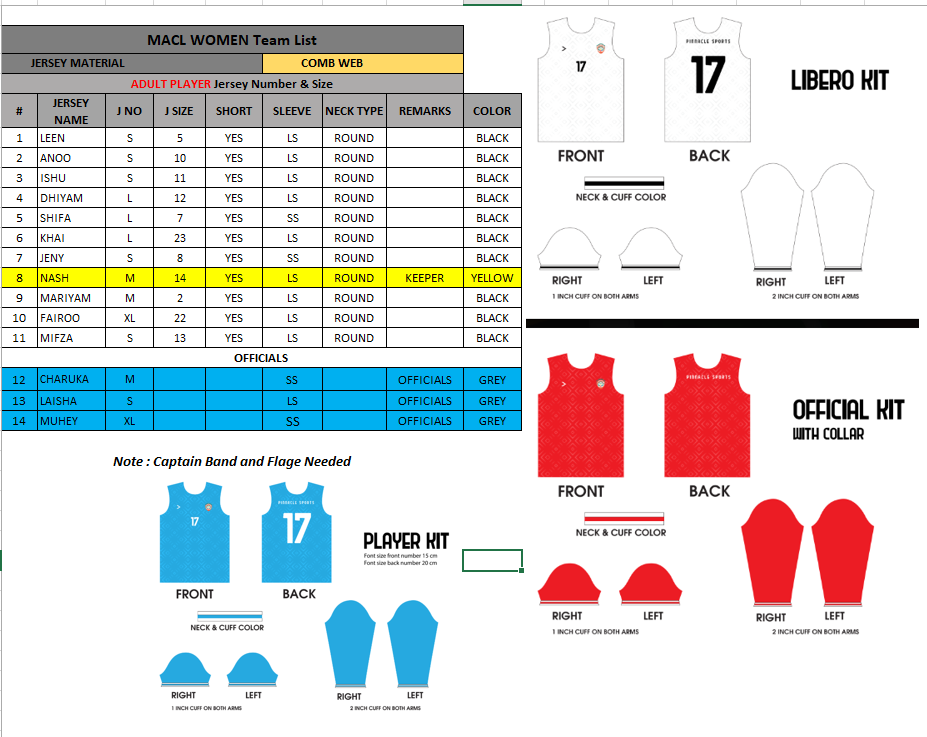 MACL WOMEN Team List
JERSEY MATERIAL COMB WEB
ADULT PLAYER Jersey Number & Size
# JERSEY NAME J NO J SIZE SHORT SLEEVE NECK TYPE REMARKS COLOR
1 LEEN S 5 YES LS ROUND BLACK
2 ANOO S 10 YES LS ROUND BLACK
3 ISHU S 11 YES LS ROUND BLACK
4 DHIYAM L 12 YES LS ROUND BLACK
5 SHIFA L 7 YES SS ROUND BLACK
6 KHAI L 23 YES LS ROUND BLACK
7 JENY S 8 YES SS ROUND BLACK
8 NASH M 14 YES LS ROUND KEEPER YELLOW
9 MARIYAM M 2 YES LS ROUND BLACK
10 FAIROO XL 22 YES LS ROUND BLACK
11 MIFZA S 13 YES LS ROUND BLACK
OFFICIALS
12 CHARUKA M SS OFFICIALS GREY
13 LAISHA S LS OFFICIALS GREY
14 MUHEY XL SS OFFICIALS GREY
Note : Captain Band and Flage Needed
PINNACLE SPORTS
17 17
PLAYER KIT
Font size front number 15 cm
Font size back number 20 cm
FRONT BACK
NECK & CUFF COLOR
RIGHT LEFT RIGHT LEFT
1 INCH CUFF ON BOTH ARMS 2 INCH CUFF ON BOTH ARMS
PINNACLE SPORTS
17 17
LIBERO KIT
FRONT BACK
NECK & CUFF COLOR
RIGHT LEFT RIGHT LEFT
1 INCH CUFF ON BOTH ARMS 2 INCH CUFF ON BOTH ARMS
PINNACLE SPORTS
OFFICIAL KIT
WITH COLLAR
FRONT BACK
NECK & CUFF COLOR
RIGHT LEFT RIGHT LEFT
1 INCH CUFF ON BOTH ARMS 2 INCH CUFF ON BOTH ARMS